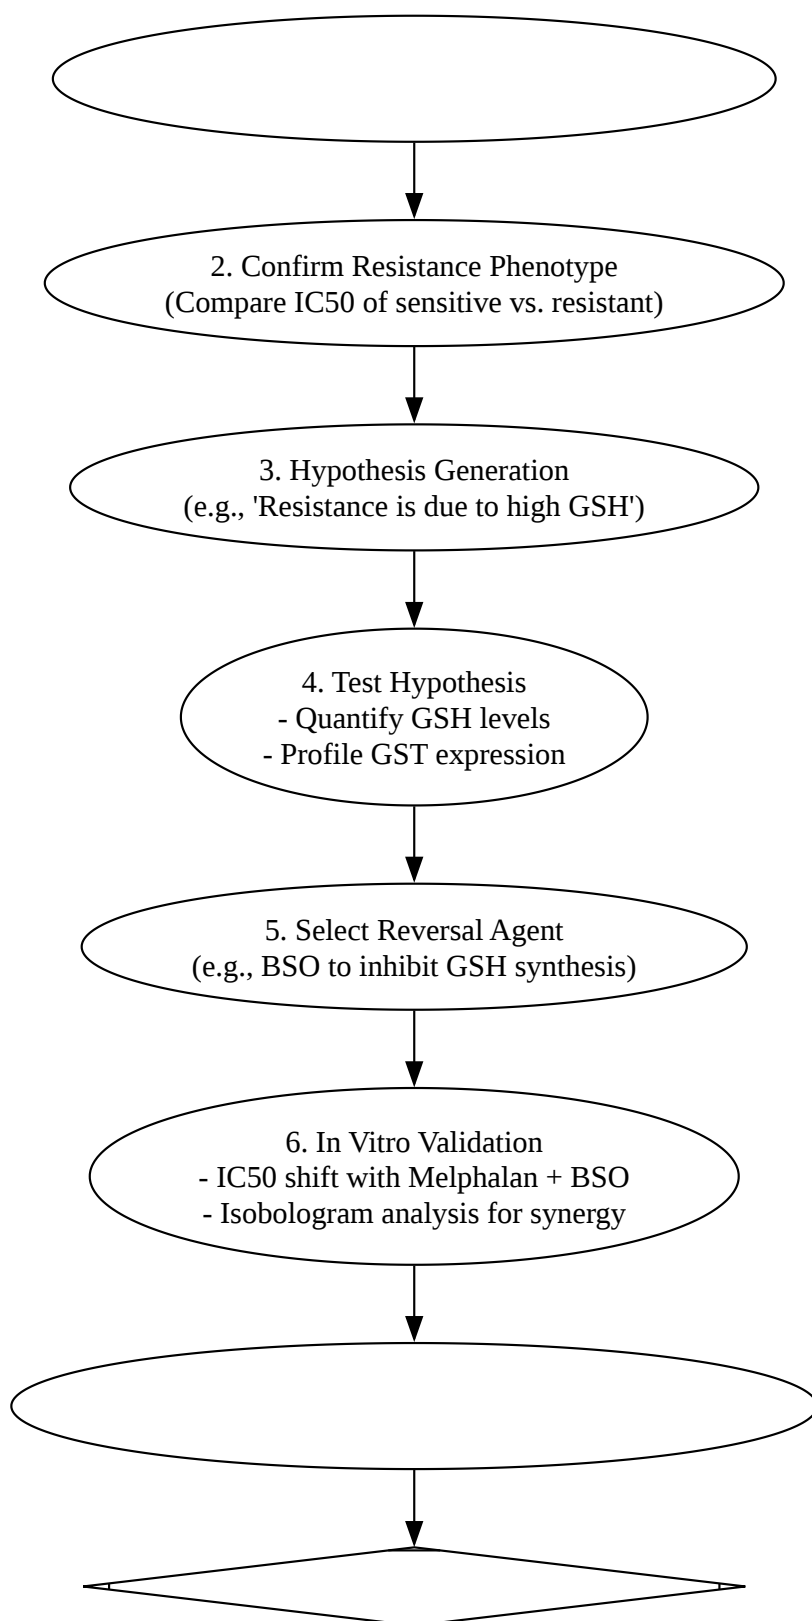 2. Confirm Resistance Phenotype
(Compare IC50 of sensitive vs. resistant)
3. Hypothesis Generation
(e.g., 'Resistance is due to high GSH')
4. Test Hypothesis
- Quantify GSH levels
- Profile GST expression
5. Select Reversal Agent
(e.g., BSO to inhibit GSH synthesis)
6. In Vitro Validation
- IC50 shift with Melphalan + BSO
- Isobologram analysis for synergy